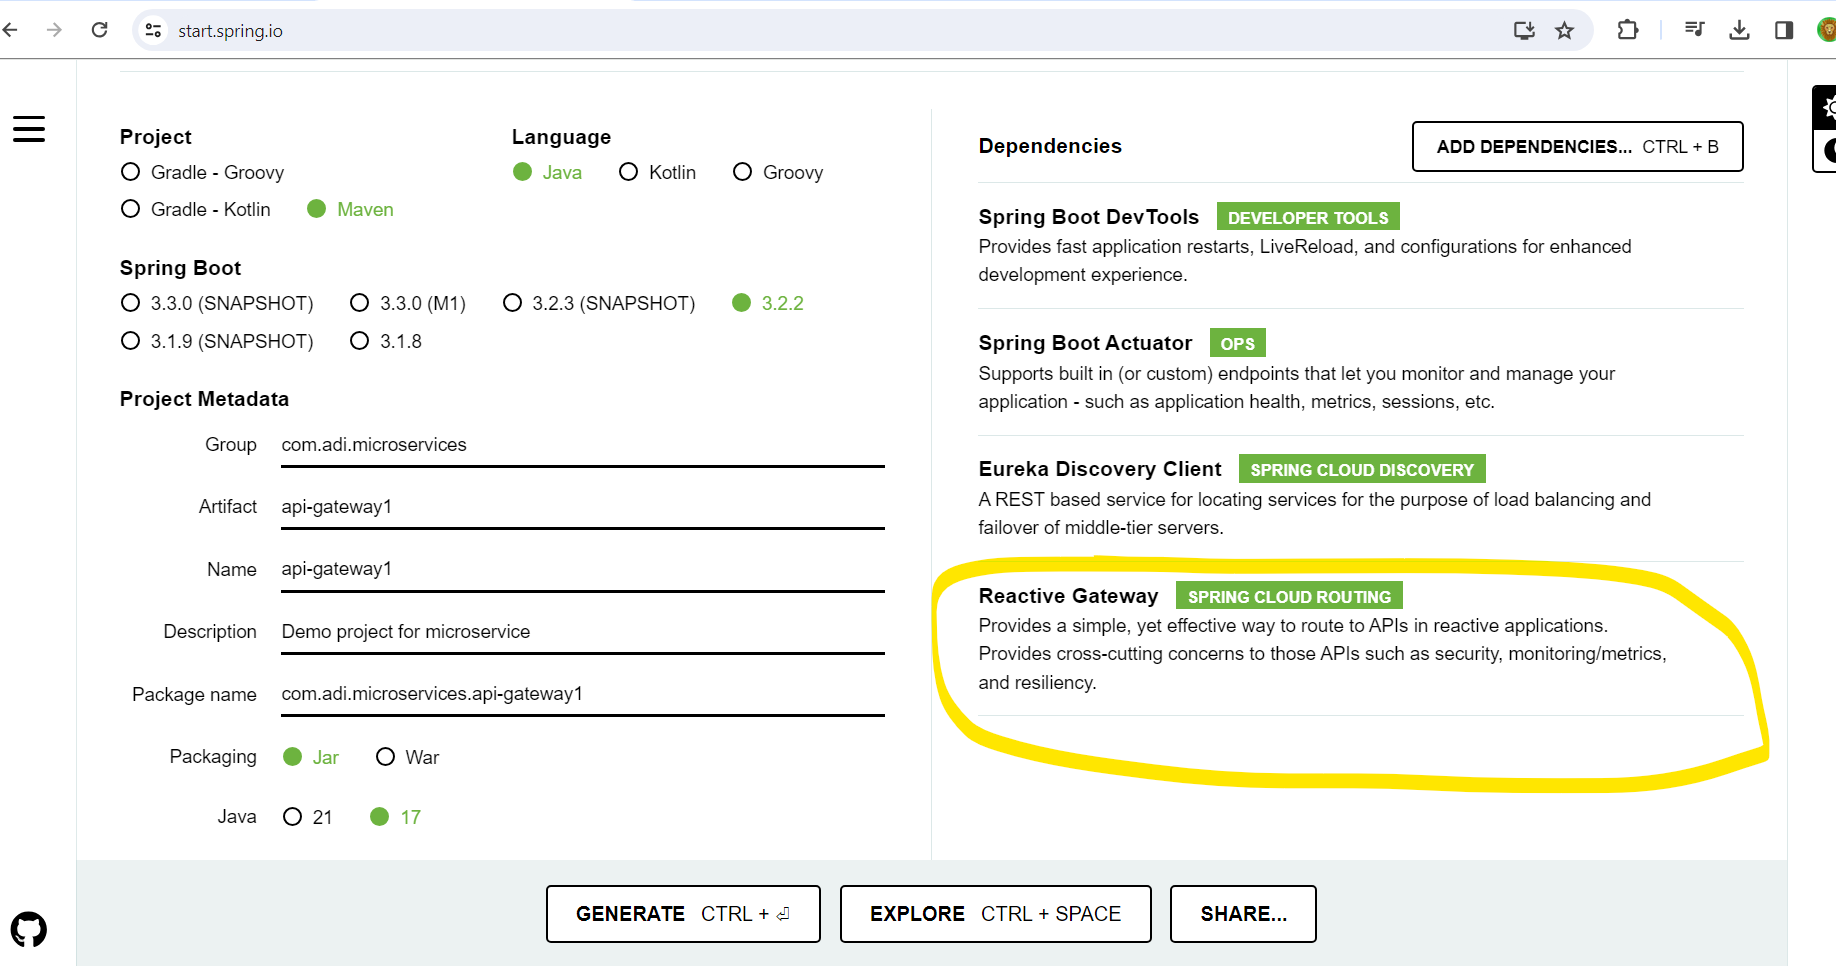 start.spring.io
Project
Gradle - Groovy
Gradle - Kotlin Maven
Language
Java Kotlin Groovy
Spring Boot
3.3.0 (SNAPSHOT) 3.3.0 (M1) 3.2.3 (SNAPSHOT) 3.2.2
3.1.9 (SNAPSHOT) 3.1.8
Project Metadata
Group com.adi.microservices
Artifact api-gateway1
Name api-gateway1
Description Demo project for microservice
Package name com.adi.microservices.api-gateway1
Packaging Jar War
Java 21 17
Dependencies ADD DEPENDENCIES... CTRL + B
Spring Boot DevTools DEVELOPER TOOLS
Provides fast application restarts, LiveReload, and configurations for enhanced
development experience.
Spring Boot Actuator OPS
Supports built in (or custom) endpoints that let you monitor and manage your
application - such as application health, metrics, sessions, etc.
Eureka Discovery Client SPRING CLOUD DISCOVERY
A REST based service for locating services for the purpose of load balancing and
failover of middle-tier servers.
Reactive Gateway SPRING CLOUD ROUTING
Provides a simple, yet effective way to route to APIs in reactive applications.
Provides cross-cutting concerns to those APIs such as security, monitoring/metrics,
and resiliency.
GENERATE CTRL + ⏎ EXPLORE CTRL + SPACE SHARE...